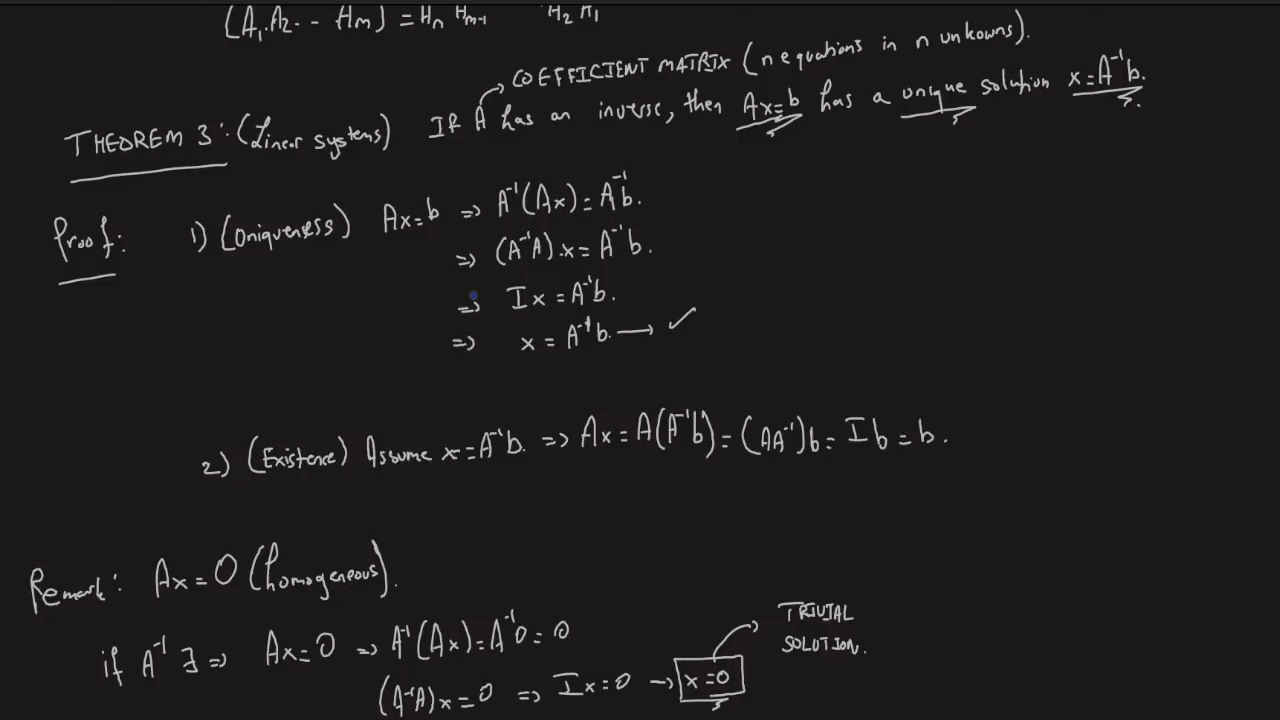 (A₁.A₂. - - Am) = An Am-1 A₂ A₁
COEFFICIENT MATRIX (n equations in n unkowns).
THEOREM 3: (Linear systems) If A has an inverse, then Ax=b has a unique solution x=A⁻¹b.
Proof: 1) (Uniqueness) Ax=b => A⁻¹(Ax) = A⁻¹b.
=> (A⁻¹A).x = A⁻¹b.
=> Ix = A⁻¹b.
=> x = A⁻¹b. → ✓
2) (Existence) Assume x=A⁻¹b. => Ax = A(A⁻¹b) = (AA⁻¹)b = Ib = b.
Remark: Ax=0 (homogeneous).
if A⁻¹ ∃ => Ax=0 => A⁻¹(Ax) = A⁻¹0 = 0
(A⁻¹A)x = 0 => Ix=0 → x=0
TRIVIAL
SOLUTION.